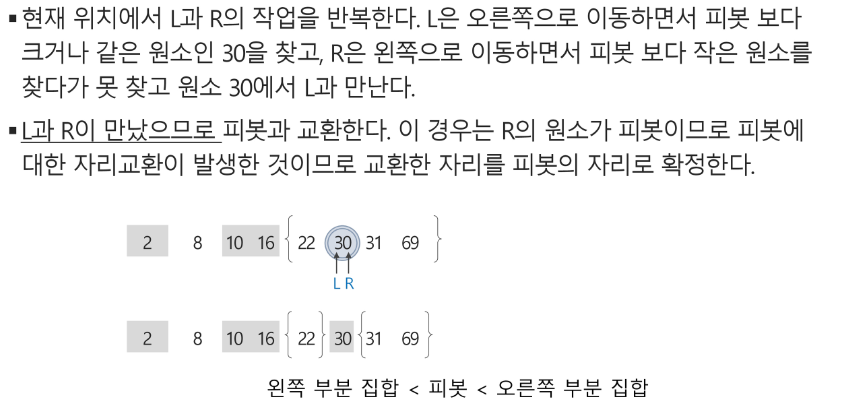 ▪현재 위치에서 L과 R의 작업을 반복한다. L은 오른쪽으로 이동하면서 피봇 보다
크거나 같은 원소인 30을 찾고, R은 왼쪽으로 이동하면서 피봇 보다 작은 원소를
찾다가 못 찾고 원소 30에서 L과 만난다.
▪L과 R이 만났으므로 피봇과 교환한다. 이 경우는 R의 원소가 피봇이므로 피봇에
대한 자리교환이 발생한 것이므로 교환한 자리를 피봇의 자리로 확정한다.
2 8 10 16 { 22 30 31 69 }
L R
2 8 10 16 { 22 } 30 { 31 69 }
왼쪽 부분 집합 < 피봇 < 오른쪽 부분 집합